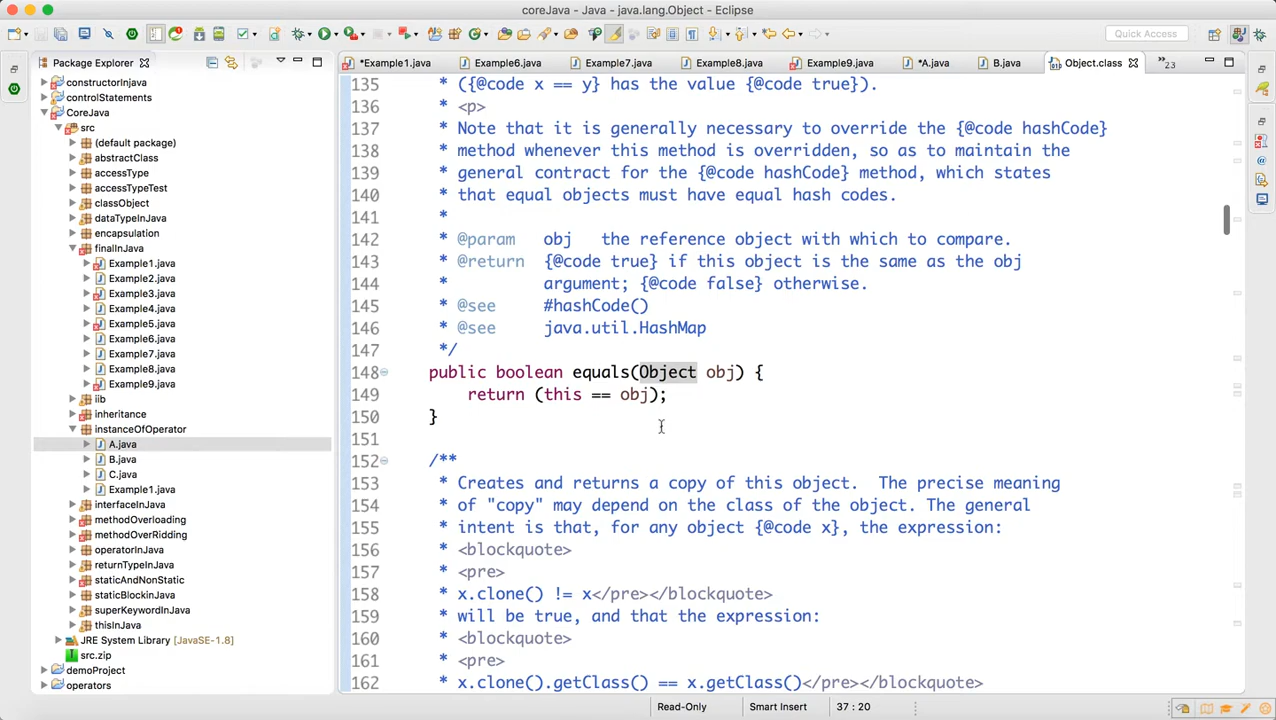 coreJava - Java - java.lang.Object - Eclipse
Quick Access
Package Explorer
*Example1.java
Example6.java
Example7.java
Example8.java
Example9.java
*A.java
B.java
Object.class
»23
constructorInjava
controlStatements
CoreJava
src
(default package)
abstractClass
accessType
accessTypeTest
classObject
dataTypeInJava
encapsulation
finalInJava
Example1.java
Example2.java
Example3.java
Example4.java
Example5.java
Example6.java
Example7.java
Example8.java
Example9.java
iib
inheritance
instanceOfOperator
A.java
B.java
C.java
Example1.java
interfaceInJava
methodOverloading
methodOverRidding
operatorInJava
returnTypeInJava
staticAndNonStatic
staticBlockinJava
superKeywordInJava
thisInJava
JRE System Library [JavaSE-1.8]
src.zip
demoProject
operators
135 * ({@code x == y} has the value {@code true}).
136 * <p>
137 * Note that it is generally necessary to override the {@code hashCode}
138 * method whenever this method is overridden, so as to maintain the
139 * general contract for the {@code hashCode} method, which states
140 * that equal objects must have equal hash codes.
141 *
142 * @param obj the reference object with which to compare.
143 * @return {@code true} if this object is the same as the obj
144 * argument; {@code false} otherwise.
145 * @see #hashCode()
146 * @see java.util.HashMap
147 */
148 public boolean equals(Object obj) {
149 return (this == obj);
150 }
151
152 /**
153 * Creates and returns a copy of this object. The precise meaning
154 * of "copy" may depend on the class of the object. The general
155 * intent is that, for any object {@code x}, the expression:
156 * <blockquote>
157 * <pre>
158 * x.clone() != x</pre></blockquote>
159 * will be true, and that the expression:
160 * <blockquote>
161 * <pre>
162 * x.clone().getClass() == x.getClass()</pre></blockquote>
Read-Only
Smart Insert
37 : 20